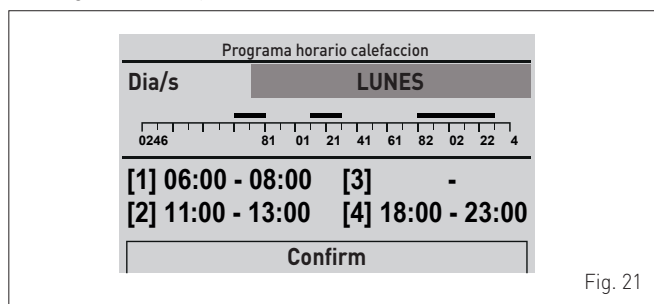 Programa horario calefaccion
Dia/s LUNES
0246 81 01 21 41 61 82 02 22 4
[1] 06:00 - 08:00 [3] -
[2] 11:00 - 13:00 [4] 18:00 - 23:00
Confirm
Fig. 21